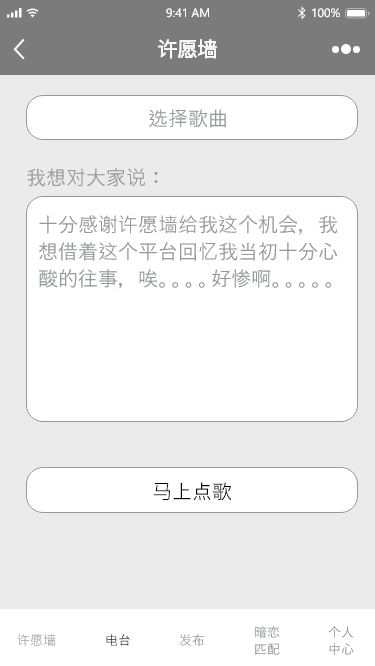 9:41 AM
100%
许愿墙
选择歌曲
我想对大家说：
十分感谢许愿墙给我这个机会，我
想借着这个平台回忆我当初十分心
酸的往事，唉。。。。好惨啊。。。。。
马上点歌
许愿墙
电台
发布
暗恋
匹配
个人
中心